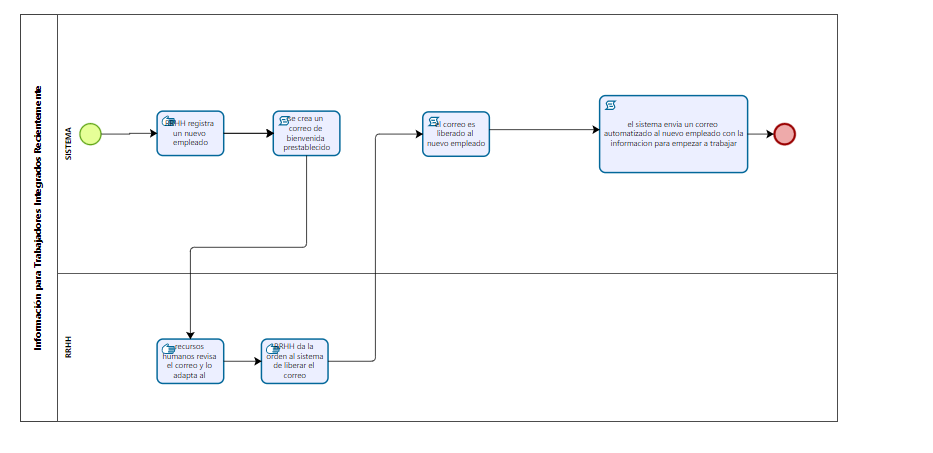 Información para Trabajadores Integrados Recientemente
SISTEMA
RRHH registra
un nuevo
empleado
se crea un
correo de
bienvenida
prestablecido
el correo es
liberado al
nuevo empleado
el sistema envia un correo
automatizado al nuevo empleado con la
informacion para empezar a trabajar
RRHH
recursos
humanos revisa
el correo y lo
adapta al
RRHH da la
orden al sistema
de liberar el
correo